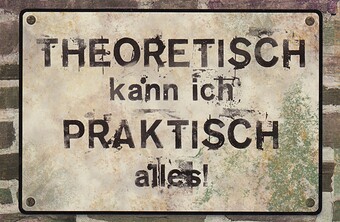 THEORETISCH
kann ich
PRAKTISCH
alles!